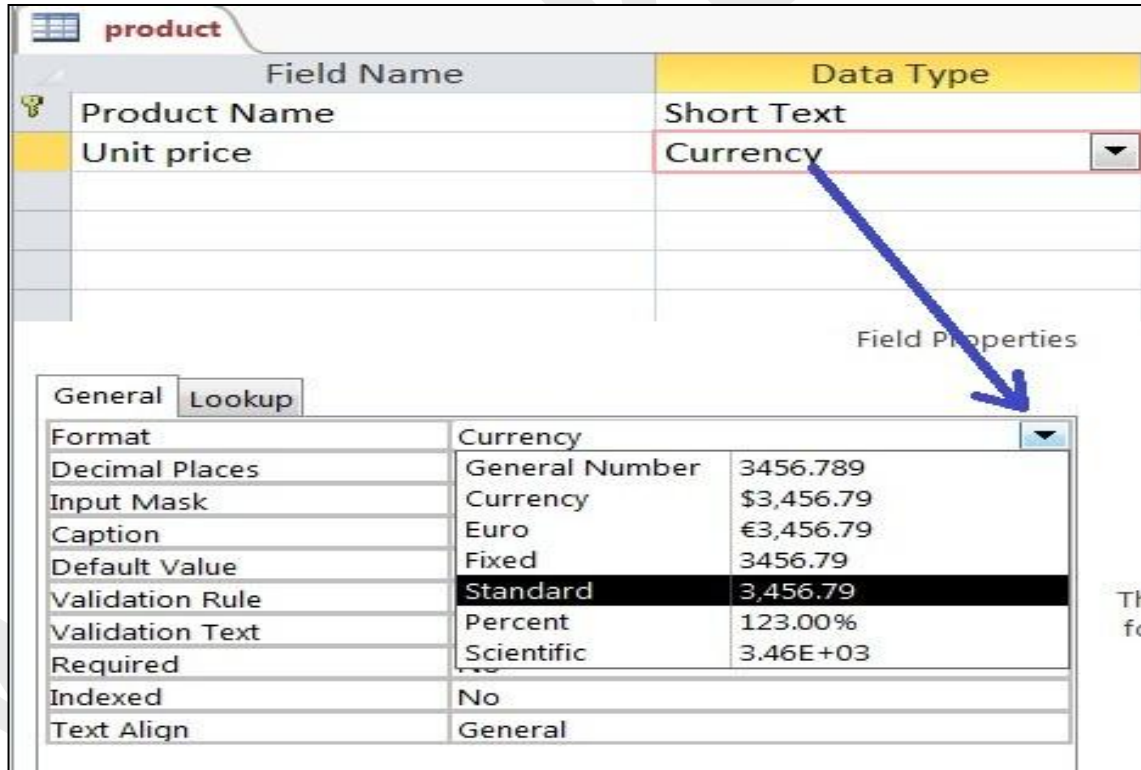 product
Field Name Data Type
Product Name Short Text
Unit price Currency
Field Properties
General Lookup
Format Currency
Decimal Places General Number 3456.789
Input Mask Currency $3,456.79
Caption Euro €3,456.79
Default Value Fixed 3456.79
Validation Rule Standard 3,456.79
Validation Text Percent 123.00%
Required Scientific 3.46E+03
Indexed No
Text Align General